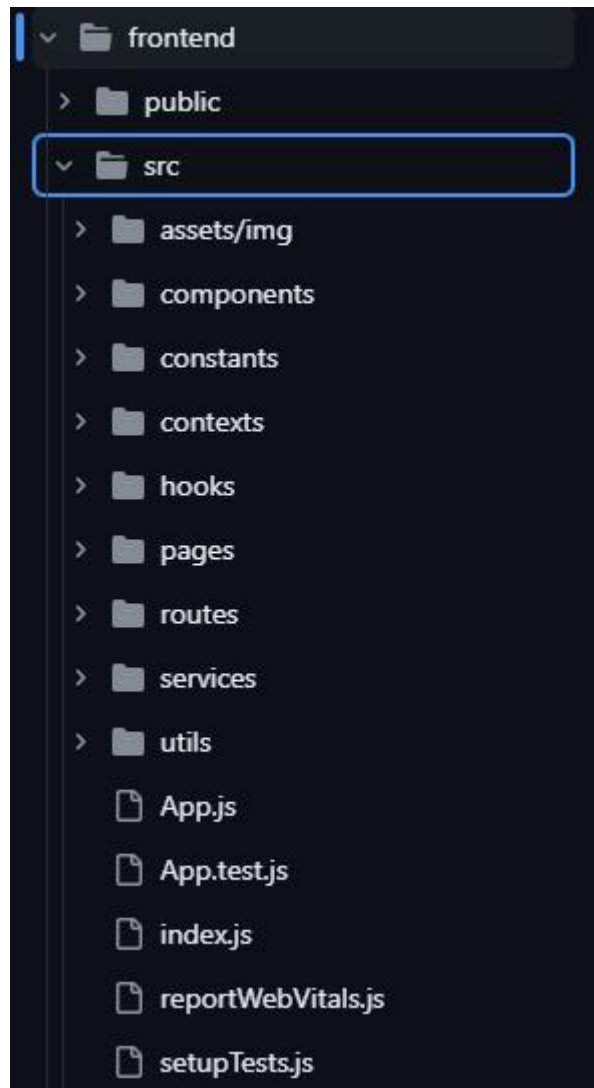 frontend
public
src
assets/img
components
constants
contexts
hooks
pages
routes
services
utils
App.js
App.test.js
index.js
reportWebVitals.js
setupTests.js